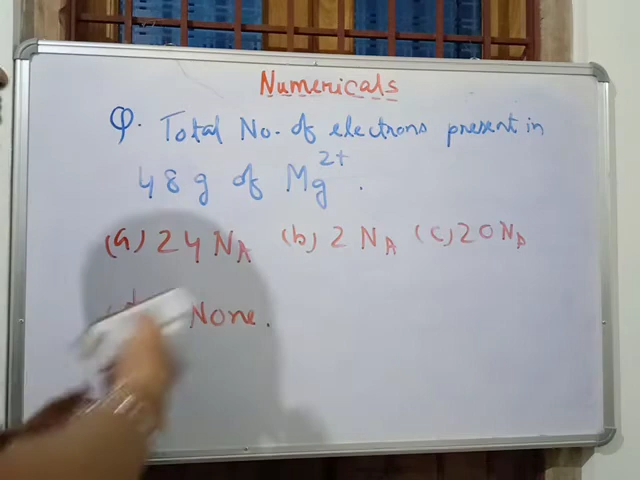 Numericals
Q. Total No. of electrons present in
48 g of Mg²⁺.
(a) 24 NA (b) 2 NA (c) 20 NA
None.